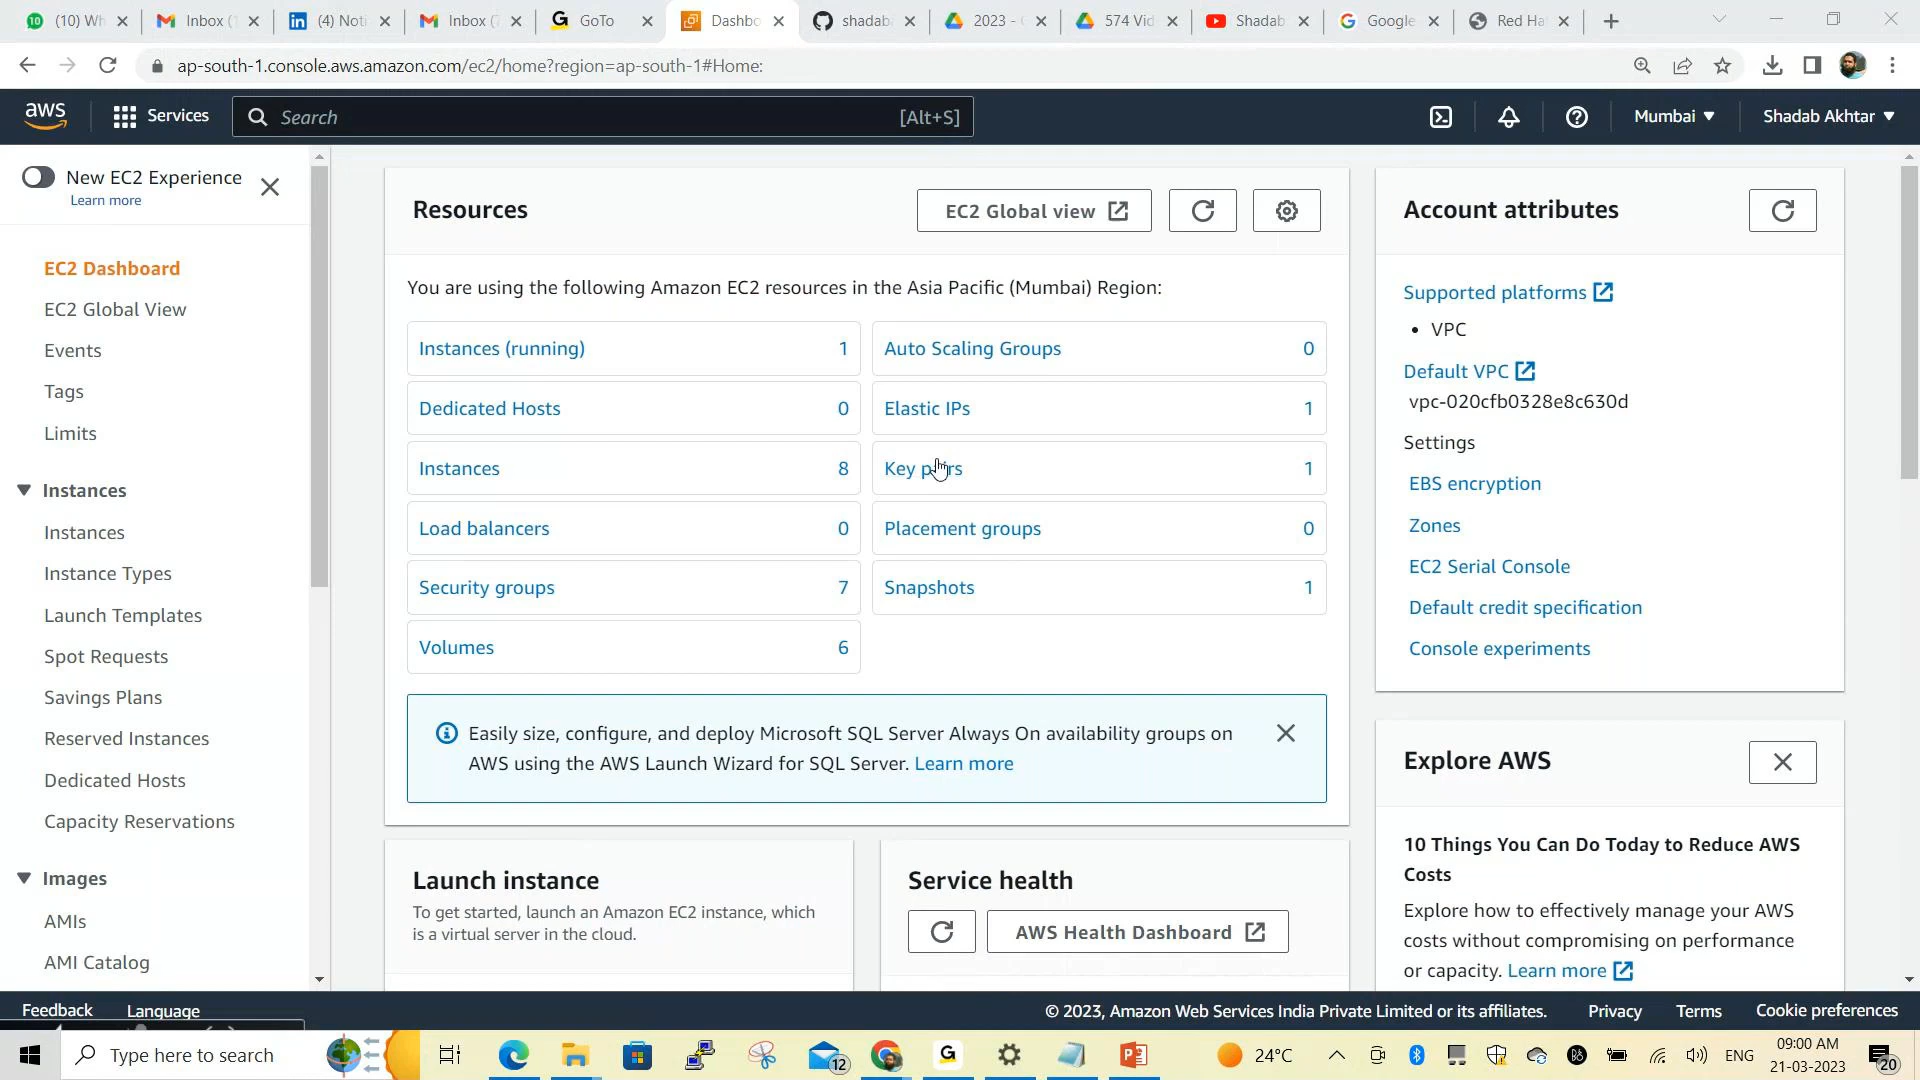 (10) Wh
Inbox (
(4) Noti
Inbox (7
GoTo
Dashbo
shadab
2023 -
574 Vid
Shadab
Google
Red Ha
ap-south-1.console.aws.amazon.com/ec2/home?region=ap-south-1#Home:
aws
Services
Search
[Alt+S]
Mumbai
Shadab Akhtar
New EC2 Experience
Learn more
EC2 Dashboard
EC2 Global View
Events
Tags
Limits
Instances
Instances
Instance Types
Launch Templates
Spot Requests
Savings Plans
Reserved Instances
Dedicated Hosts
Capacity Reservations
Images
AMIs
AMI Catalog
Resources
EC2 Global view
You are using the following Amazon EC2 resources in the Asia Pacific (Mumbai) Region:
Instances (running) 1
Auto Scaling Groups 0
Dedicated Hosts 0
Elastic IPs 1
Instances 8
Key pairs 1
Load balancers 0
Placement groups 0
Security groups 7
Snapshots 1
Volumes 6
Easily size, configure, and deploy Microsoft SQL Server Always On availability groups on
AWS using the AWS Launch Wizard for SQL Server. Learn more
Launch instance
To get started, launch an Amazon EC2 instance, which
is a virtual server in the cloud.
Service health
AWS Health Dashboard
Account attributes
Supported platforms
• VPC
Default VPC
vpc-020cfb0328e8c630d
Settings
EBS encryption
Zones
EC2 Serial Console
Default credit specification
Console experiments
Explore AWS
10 Things You Can Do Today to Reduce AWS
Costs
Explore how to effectively manage your AWS
costs without compromising on performance
or capacity. Learn more
Feedback
Language
© 2023, Amazon Web Services India Private Limited or its affiliates.
Privacy
Terms
Cookie preferences
Type here to search
12
24°C
ENG
09:00 AM
21-03-2023
20